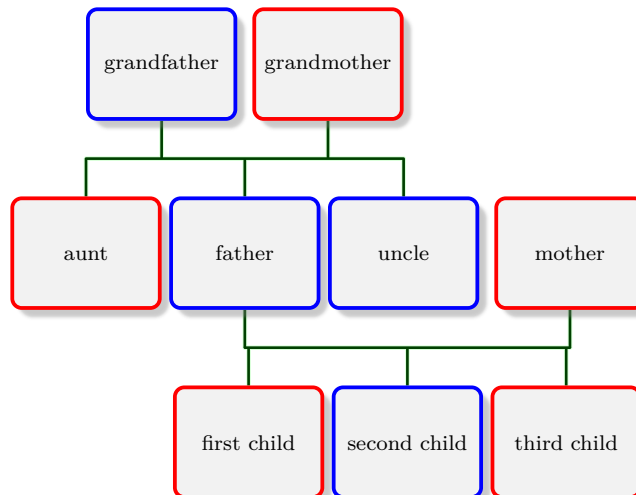 grandfather
grandmother
aunt
father
uncle
mother
first child
second child
third child